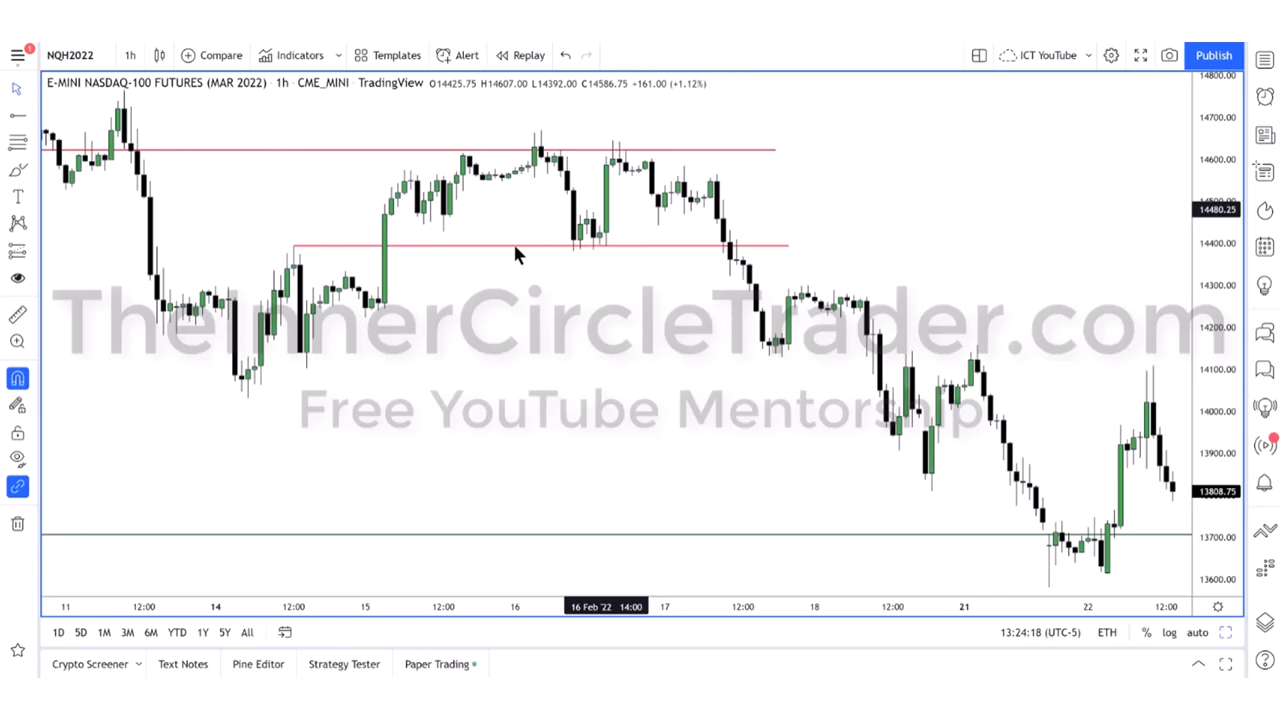 1
NQH2022 1h Compare Indicators Templates Alert Replay ICT YouTube Publish
E-MINI NASDAQ-100 FUTURES (MAR 2022) · 1h · CME_MINI · TradingView O14425.75 H14607.00 L14392.00 C14586.75 +161.00 (+1.12%)
14800.00
14700.00
14600.00
14480.25
14400.00
14300.00
TheInnerCircleTrader.com
14200.00
14100.00
Free YouTube Mentorship
14000.00
13900.00
13808.75
13700.00
13600.00
11 12:00 14 12:00 15 12:00 16 16 Feb '22 14:00 17 12:00 18 12:00 21 22 12:00
1D 5D 1M 3M 6M YTD 1Y 5Y All 13:24:18 (UTC-5) ETH % log auto
Crypto Screener Text Notes Pine Editor Strategy Tester Paper Trading